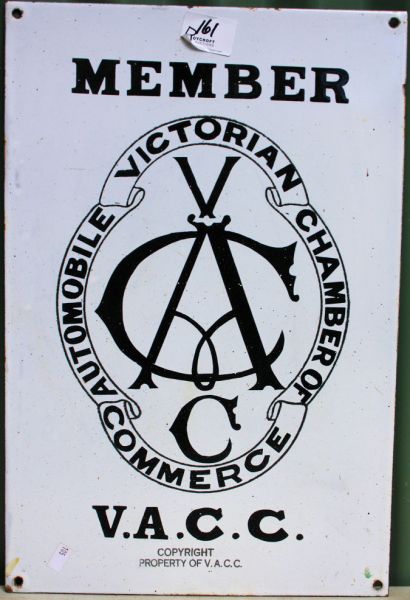 161
MEMBER
VICTORIAN
AUTOMOBILE
CHAMBER OF
COMMERCE
V
A C
C
V.A.C.C.
COPYRIGHT
PROPERTY OF V.A.C.C.